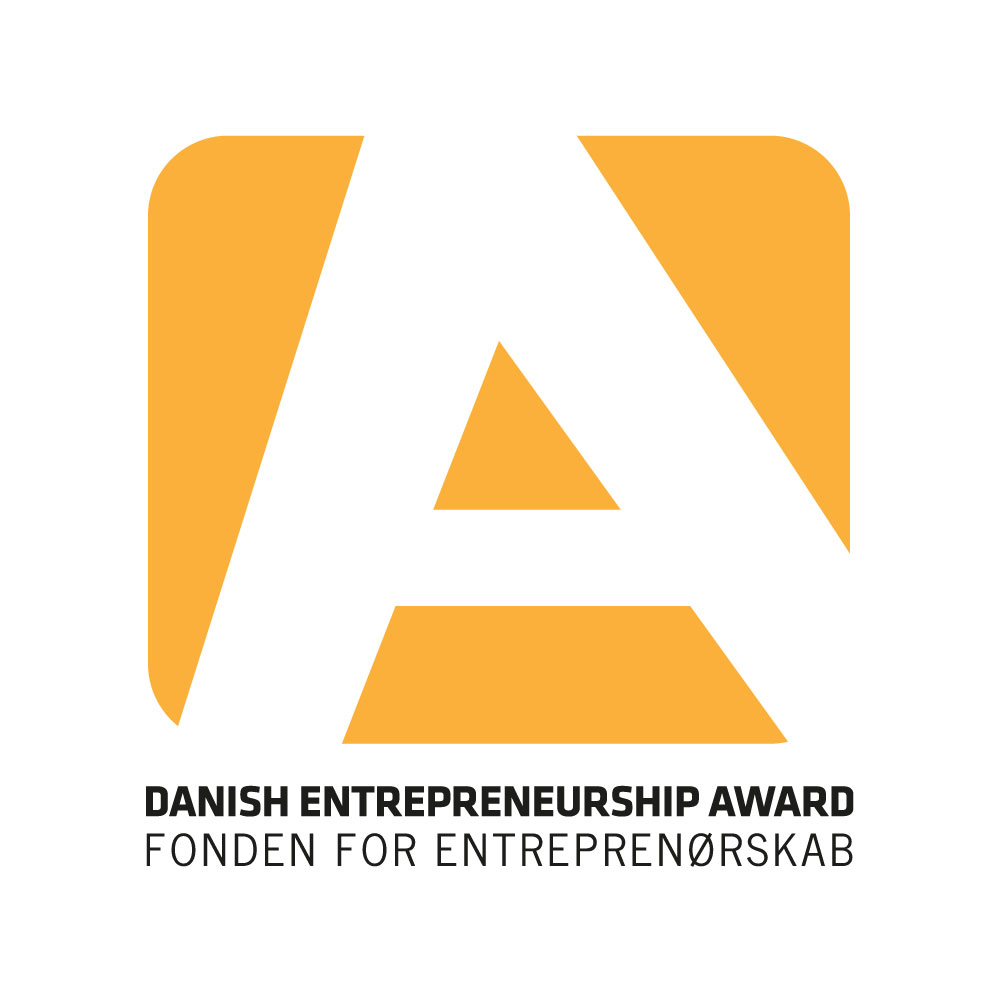 A
DANISH ENTREPRENEURSHIP AWARD
FONDEN FOR ENTREPRENØRSKAB